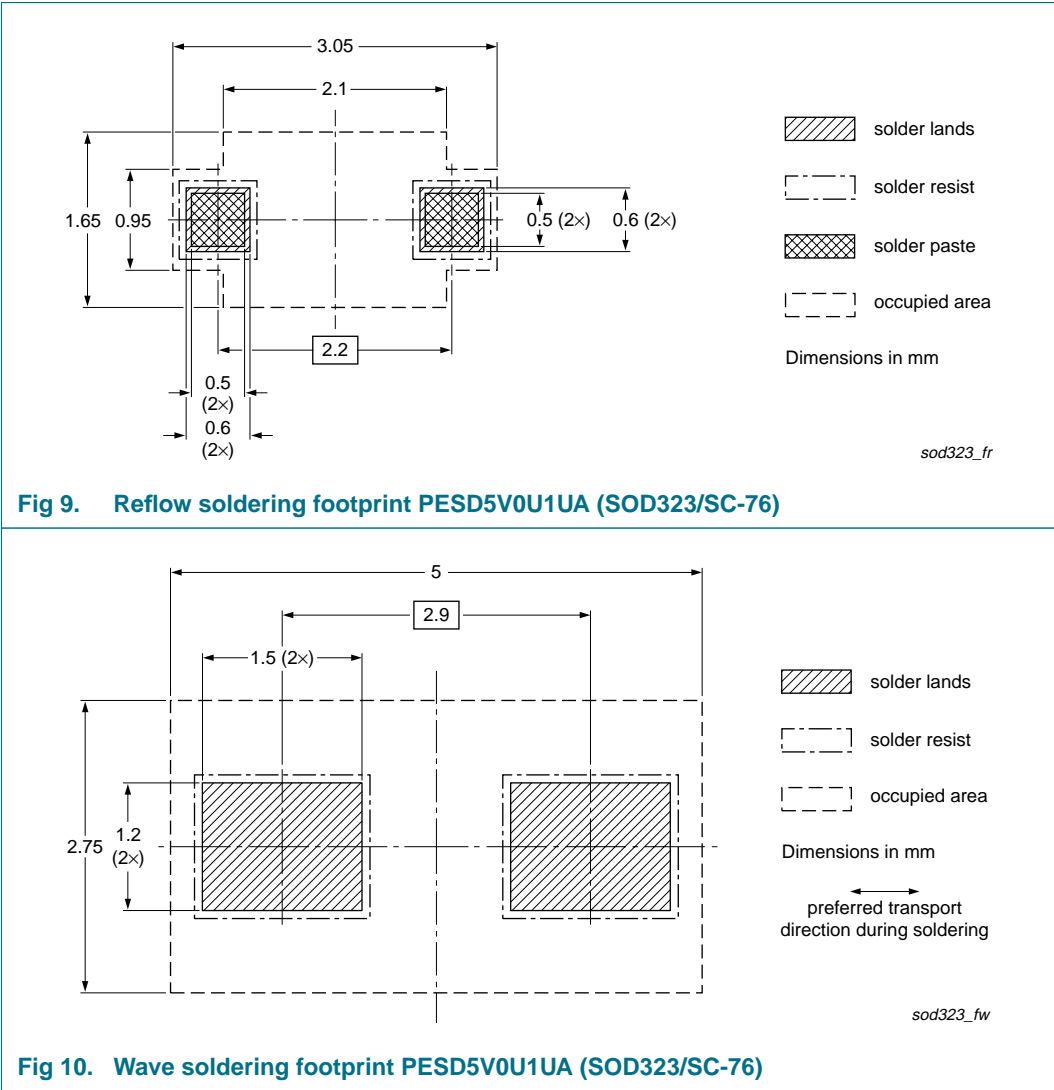 3.05
2.1
solder lands
solder resist
1.65 0.95
0.5 (2×) 0.6 (2×)
solder paste
occupied area
2.2
Dimensions in mm
0.5
(2×)
0.6
(2×)
sod323_fr
Fig 9. Reflow soldering footprint PESD5V0U1UA (SOD323/SC-76)
5
2.9
1.5 (2×)
solder lands
solder resist
occupied area
2.75
1.2
(2×)
Dimensions in mm
preferred transport
direction during soldering
sod323_fw
Fig 10. Wave soldering footprint PESD5V0U1UA (SOD323/SC-76)